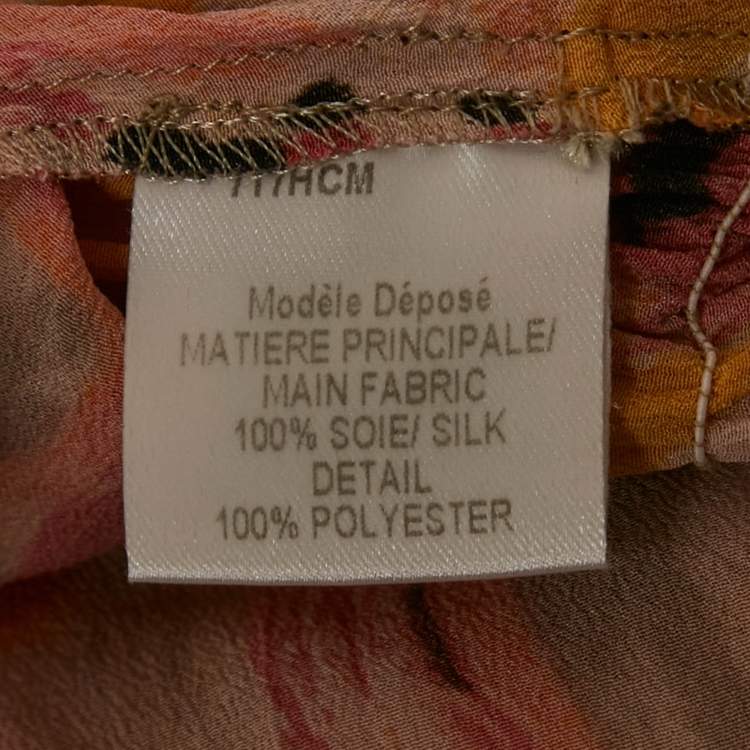 Modèle Déposé
MATIERE PRINCIPALE/
MAIN FABRIC
100% SOIE/ SILK
DETAIL
100% POLYESTER